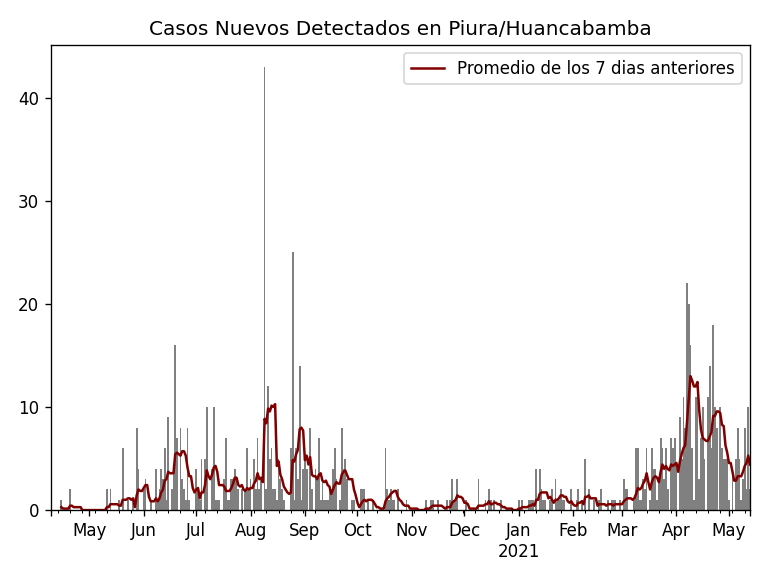 Casos Nuevos Detectados en Piura/Huancabamba
Promedio de los 7 dias anteriores
40
30
20
10
0
May Jun Jul Aug Sep Oct Nov Dec Jan Feb Mar Apr May
2021